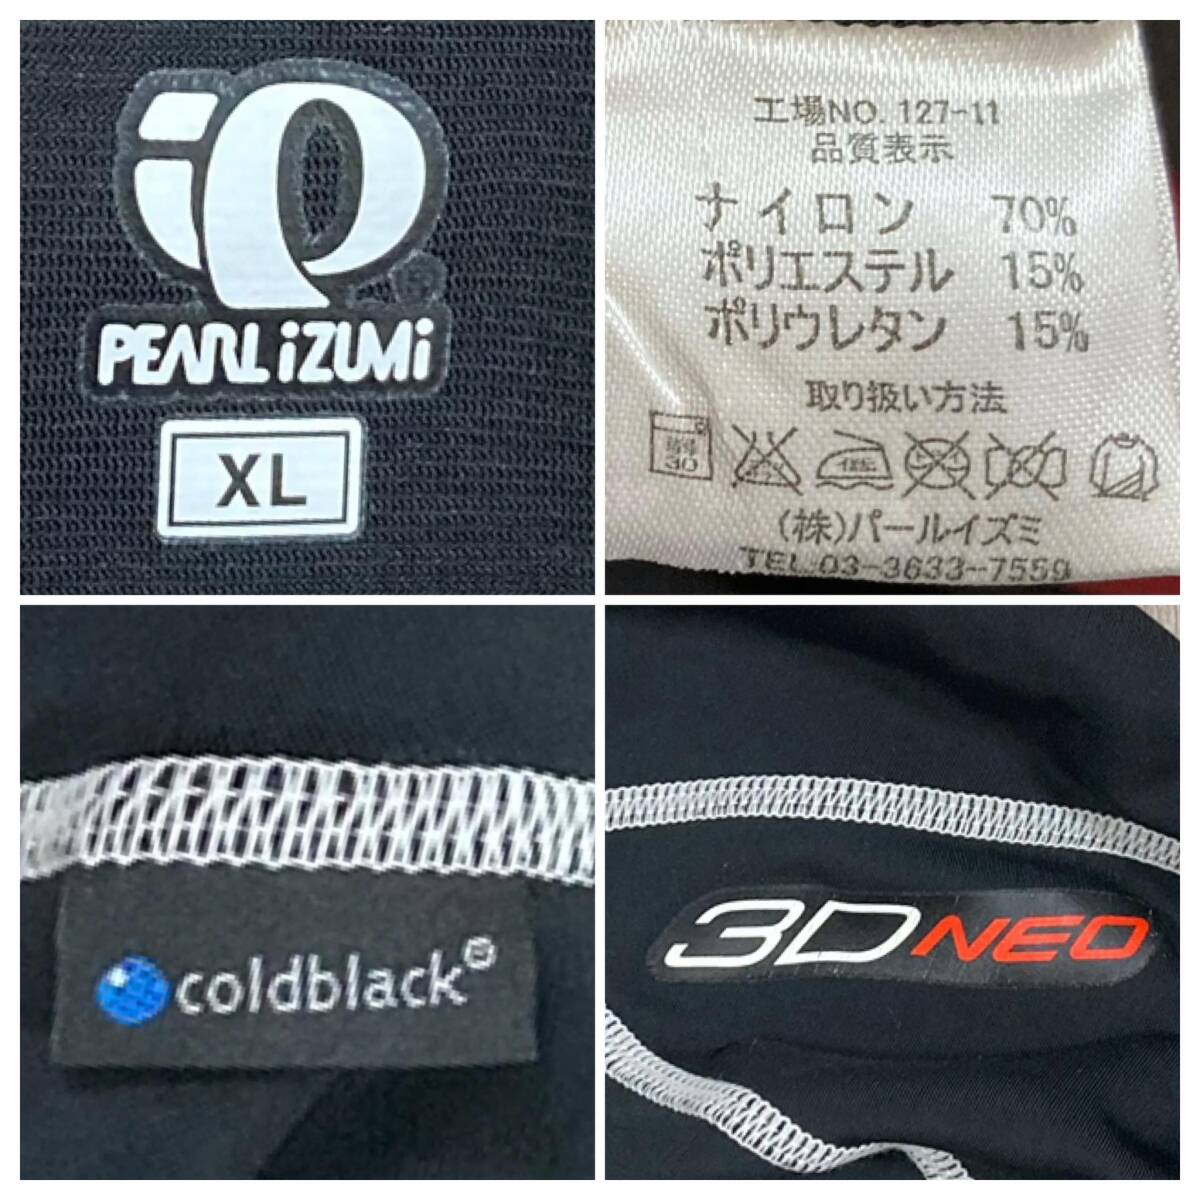 PEARL iZUMi
XL
工場NO. 127-11
品質表示
ナイロン 70%
ポリエステル 15%
ポリウレタン 15%
取り扱い方法
30
(株)パールイズミ
TEL 03-3633-7559
coldblack®
3D NEO